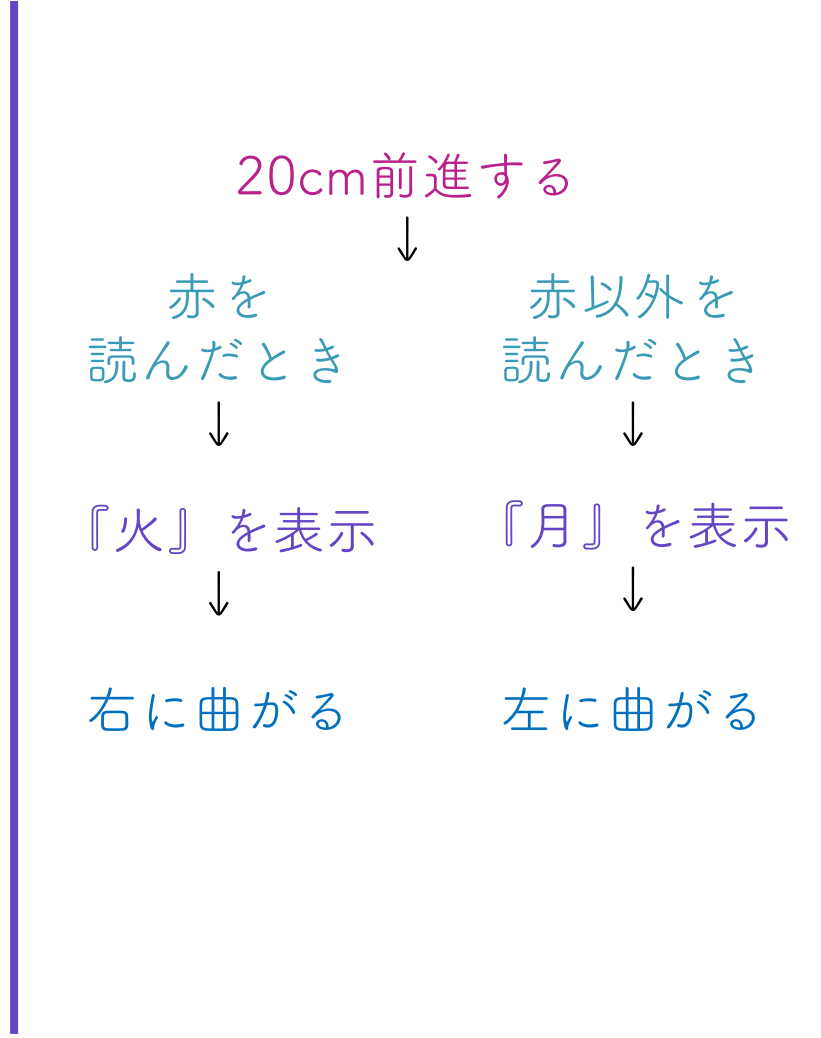 20cm前進する
↓
赤を
読んだとき
↓
『火』を表示
↓
右に曲がる
赤以外を
読んだとき
↓
『月』を表示
↓
左に曲がる